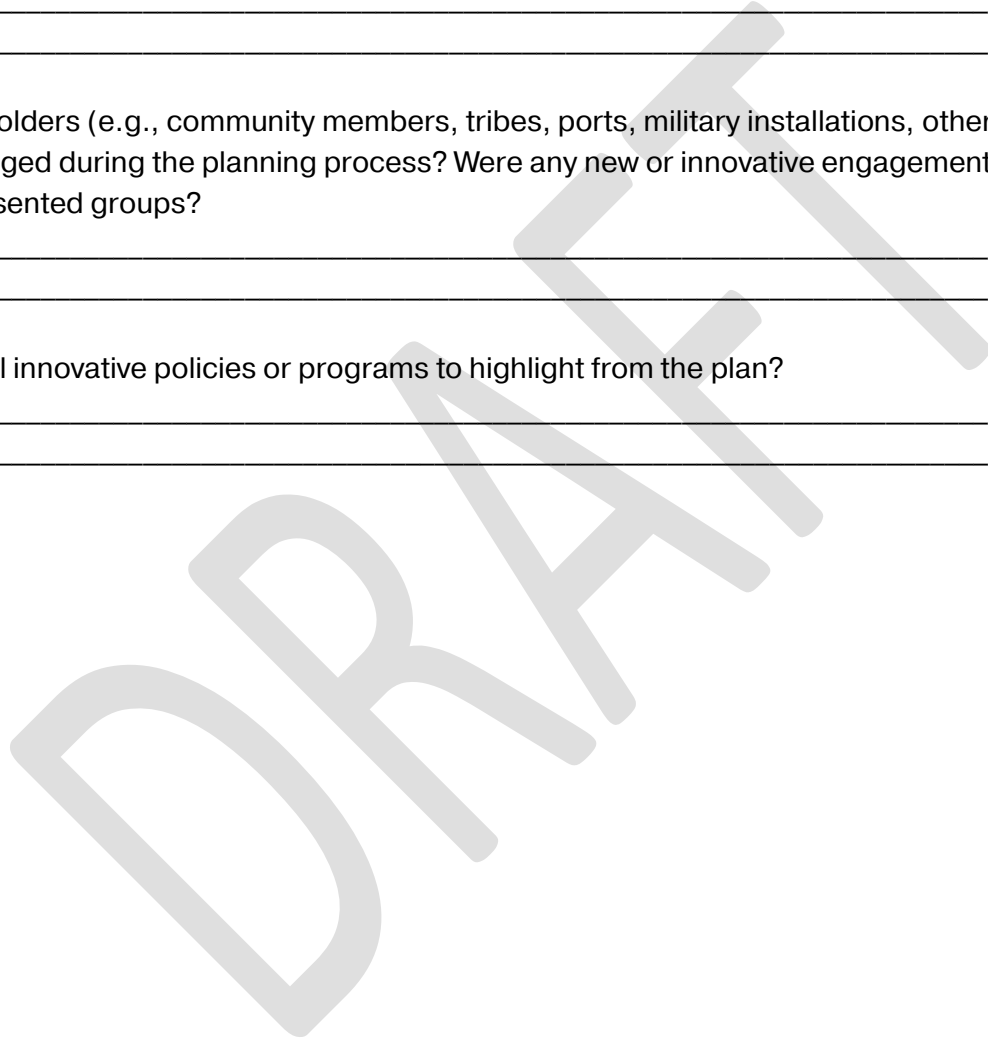 olders (e.g., community members, tribes, ports, military installations, other
ged during the planning process? Were any new or innovative engagement
sented groups?
l innovative policies or programs to highlight from the plan?
DRAFT